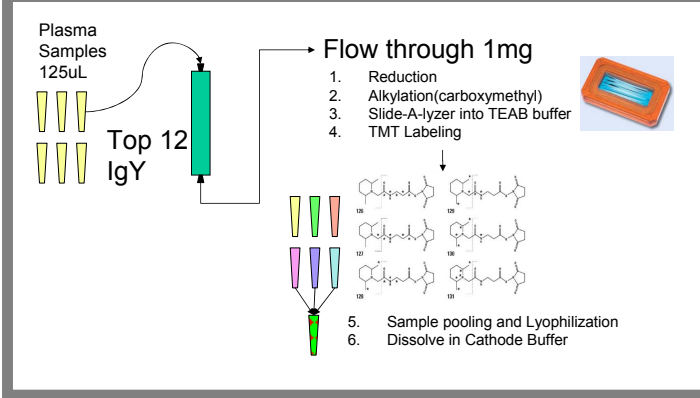 Plasma
Samples
125uL
Top 12
IgY
Flow through 1mg
1. Reduction
2. Alkylation(carboxymethyl)
3. Slide-A-lyzer into TEAB buffer
4. TMT Labeling
126
129
127
130
128
131
5. Sample pooling and Lyophilization
6. Dissolve in Cathode Buffer